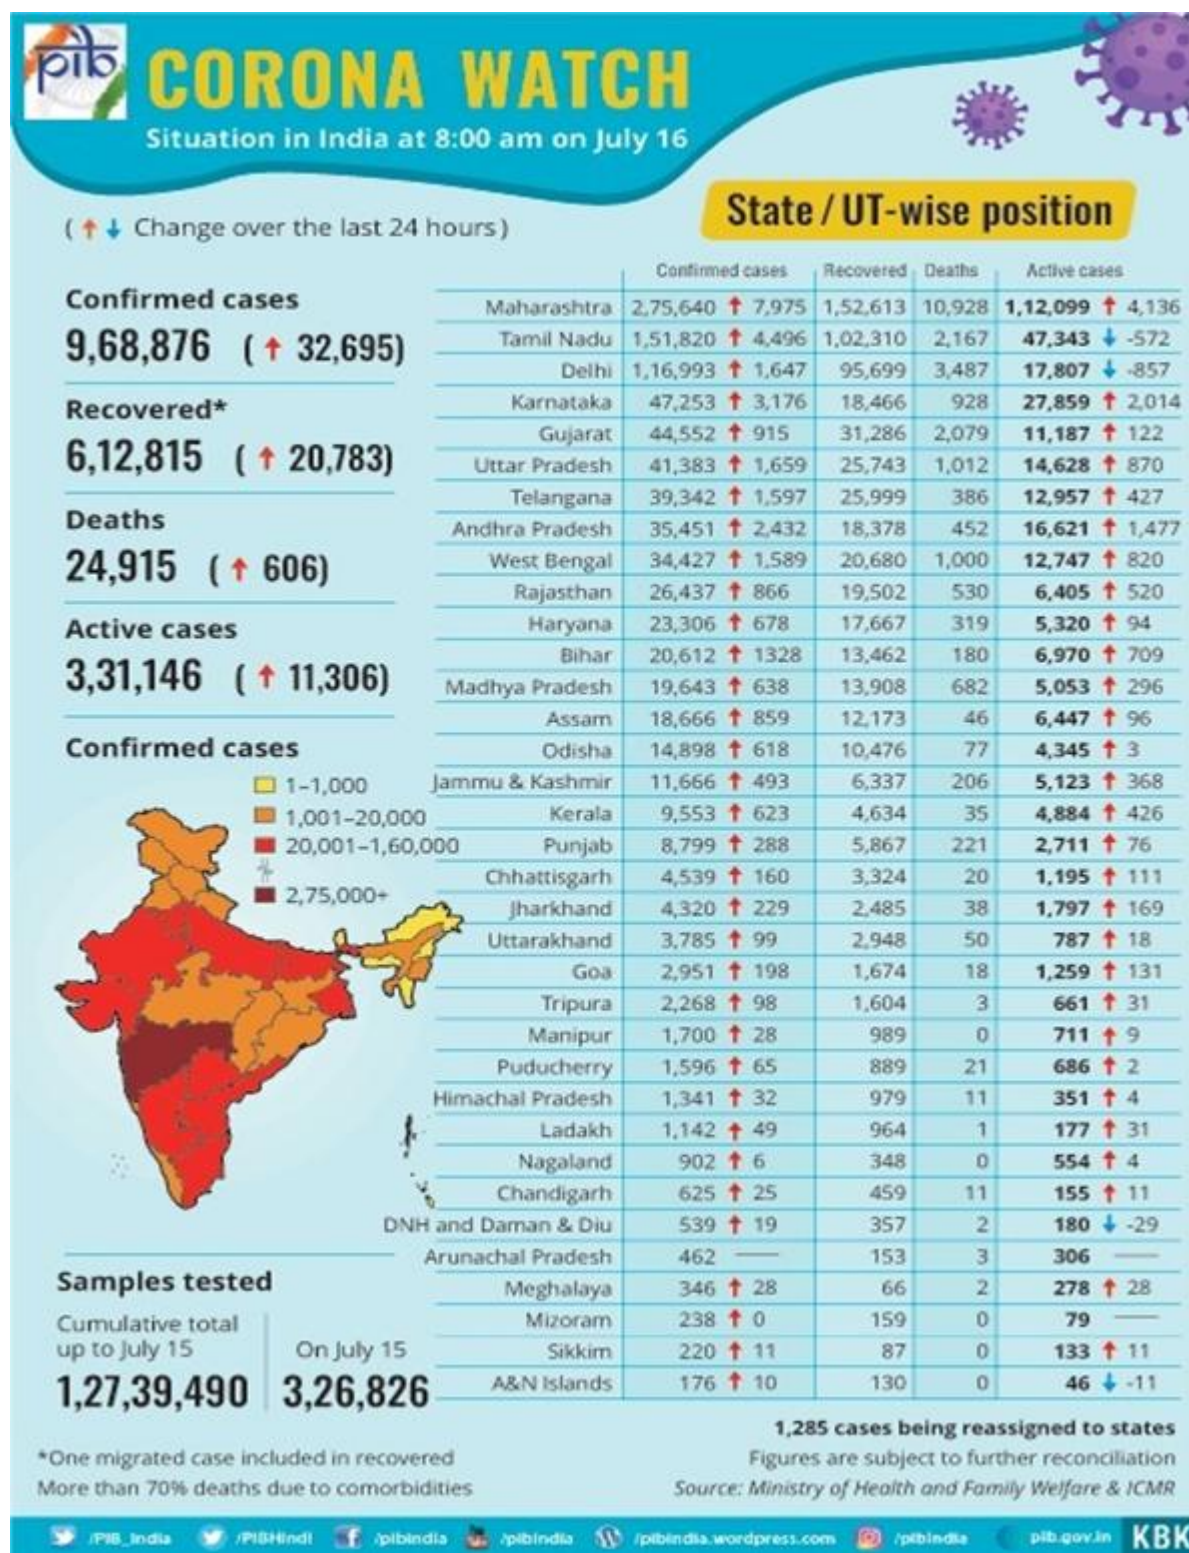 pib
CORONA WATCH
Situation in India at 8:00 am on July 16
(↑↓ Change over the last 24 hours)
Confirmed cases
9,68,876 (↑ 32,695)
Recovered*
6,12,815 (↑ 20,783)
Deaths
24,915 (↑ 606)
Active cases
3,31,146 (↑ 11,306)
Confirmed cases
1–1,000
1,001–20,000
20,001–1,60,000
2,75,000+
Samples tested
Cumulative total
up to July 15
1,27,39,490
On July 15
3,26,826
*One migrated case included in recovered
More than 70% deaths due to comorbidities
State / UT-wise position
Confirmed cases Recovered Deaths Active cases
Maharashtra 2,75,640 ↑ 7,975 1,52,613 10,928 1,12,099 ↑ 4,136
Tamil Nadu 1,51,820 ↑ 4,496 1,02,310 2,167 47,343 ↓ -572
Delhi 1,16,993 ↑ 1,647 95,699 3,487 17,807 ↓ -857
Karnataka 47,253 ↑ 3,176 18,466 928 27,859 ↑ 2,014
Gujarat 44,552 ↑ 915 31,286 2,079 11,187 ↑ 122
Uttar Pradesh 41,383 ↑ 1,659 25,743 1,012 14,628 ↑ 870
Telangana 39,342 ↑ 1,597 25,999 386 12,957 ↑ 427
Andhra Pradesh 35,451 ↑ 2,432 18,378 452 16,621 ↑ 1,477
West Bengal 34,427 ↑ 1,589 20,680 1,000 12,747 ↑ 820
Rajasthan 26,437 ↑ 866 19,502 530 6,405 ↑ 520
Haryana 23,306 ↑ 678 17,667 319 5,320 ↑ 94
Bihar 20,612 ↑ 1328 13,462 180 6,970 ↑ 709
Madhya Pradesh 19,643 ↑ 638 13,908 682 5,053 ↑ 296
Assam 18,666 ↑ 859 12,173 46 6,447 ↑ 96
Odisha 14,898 ↑ 618 10,476 77 4,345 ↑ 3
Jammu & Kashmir 11,666 ↑ 493 6,337 206 5,123 ↑ 368
Kerala 9,553 ↑ 623 4,634 35 4,884 ↑ 426
Punjab 8,799 ↑ 288 5,867 221 2,711 ↑ 76
Chhattisgarh 4,539 ↑ 160 3,324 20 1,195 ↑ 111
Jharkhand 4,320 ↑ 229 2,485 38 1,797 ↑ 169
Uttarakhand 3,785 ↑ 99 2,948 50 787 ↑ 18
Goa 2,951 ↑ 198 1,674 18 1,259 ↑ 131
Tripura 2,268 ↑ 98 1,604 3 661 ↑ 31
Manipur 1,700 ↑ 28 989 0 711 ↑ 9
Puducherry 1,596 ↑ 65 889 21 686 ↑ 2
Himachal Pradesh 1,341 ↑ 32 979 11 351 ↑ 4
Ladakh 1,142 ↑ 49 964 1 177 ↑ 31
Nagaland 902 ↑ 6 348 0 554 ↑ 4
Chandigarh 625 ↑ 25 459 11 155 ↑ 11
DNH and Daman & Diu 539 ↑ 19 357 2 180 ↓ -29
Arunachal Pradesh 462 — 153 3 306 —
Meghalaya 346 ↑ 28 66 2 278 ↑ 28
Mizoram 238 ↑ 0 159 0 79 —
Sikkim 220 ↑ 11 87 0 133 ↑ 11
A&N Islands 176 ↑ 10 130 0 46 ↓ -11
1,285 cases being reassigned to states
Figures are subject to further reconciliation
Source: Ministry of Health and Family Welfare & ICMR
/PIB_India /PIBHindi /pibindia /pibindia /pibindia.wordpress.com /pibindia pib.gov.in KBK